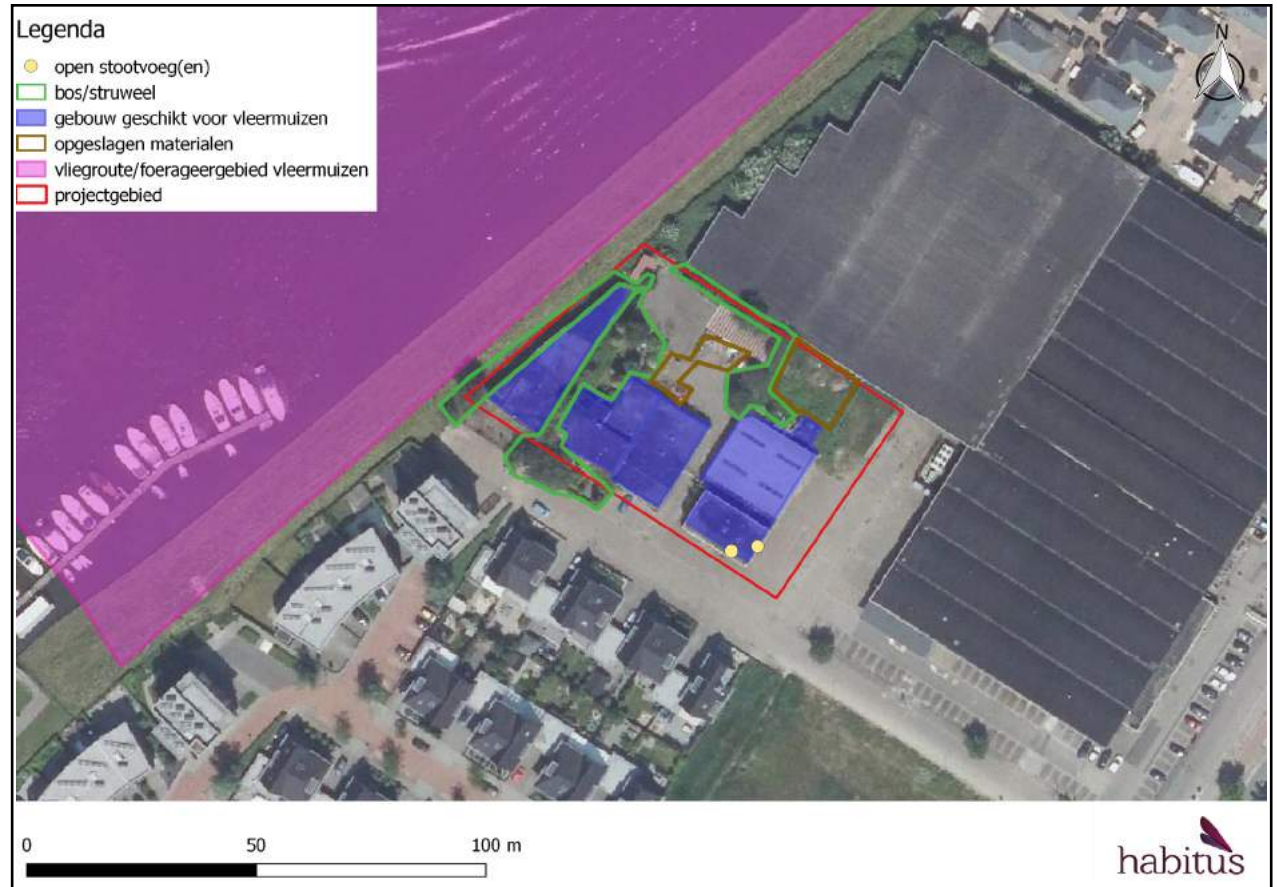 Legenda
open stootvoeg(en)
bos/struweel
gebouw geschikt voor vleermuizen
opgeslagen materialen
vliegroute/foerageergebied vleermuizen
projectgebied
N
0 50 100 m
habitus